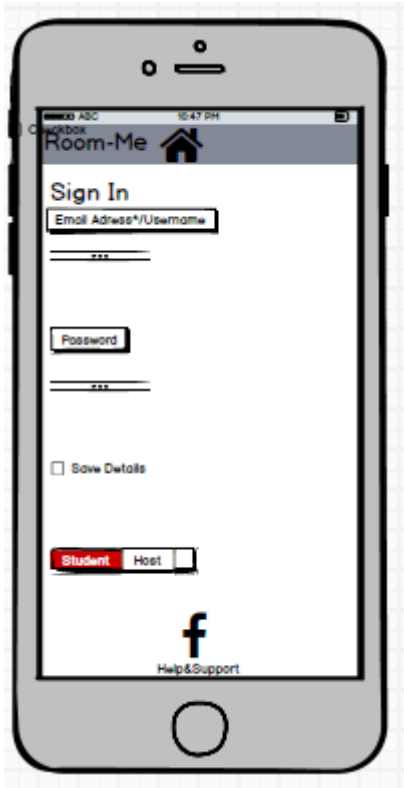 ABC 10:47 PM
Checkbox
Room-Me
Sign In
Email Adress*/Username
Password
Save Details
Student Host
Help&Support